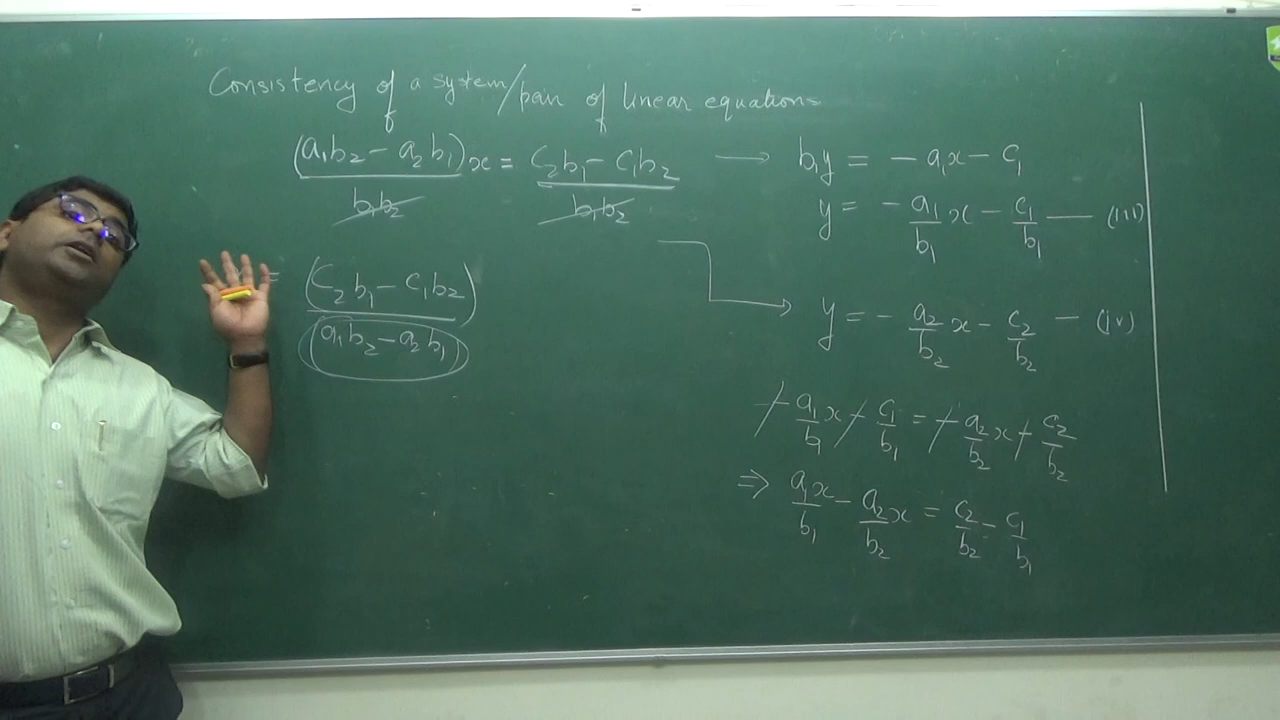 Consistency of a system/pair of linear equations
(a₁b₂ − a₂b₁)x / b₁b₂ = c₂b₁ − c₁b₂ / b₁b₂ ⟶ b₁y = − a₁x − c₁
y = − a₁/b₁ x − c₁/b₁ — (iii)
= (c₂b₁ − c₁b₂) / (a₁b₂ − a₂b₁)
y = − a₂/b₂ x − c₂/b₂ — (iv)
− a₁/b₁ x − c₁/b₁ = − a₂/b₂ x − c₂/b₂
⇒ a₁x/b₁ − a₂/b₂ x = c₂/b₂ − c₁/b₁